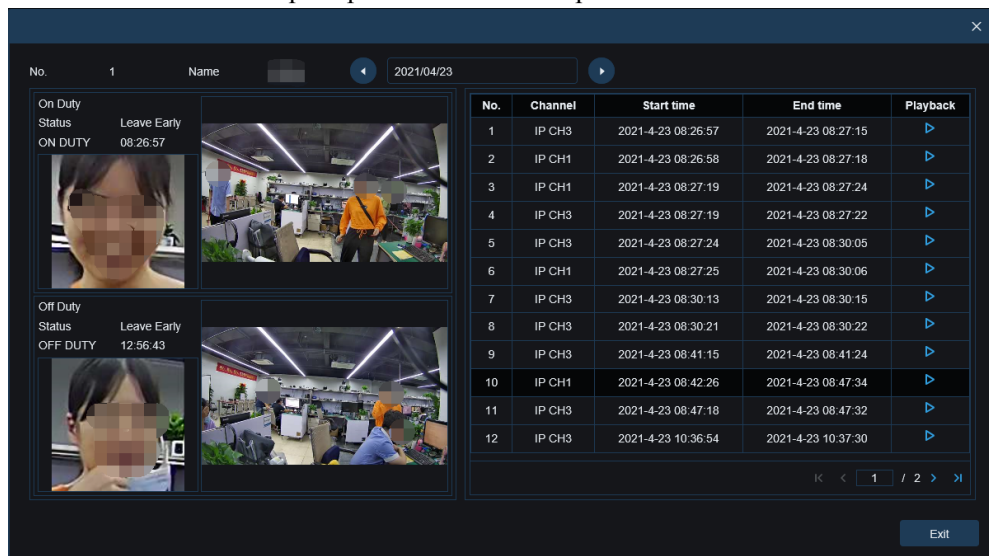 No. 1 Name 2021/04/23
On Duty
Status Leave Early
ON DUTY 08:26:57
Off Duty
Status Leave Early
OFF DUTY 12:56:43
No. Channel Start time End time Playback
1 IP CH3 2021-4-23 08:26:57 2021-4-23 08:27:15
2 IP CH1 2021-4-23 08:26:58 2021-4-23 08:27:18
3 IP CH1 2021-4-23 08:27:19 2021-4-23 08:27:24
4 IP CH3 2021-4-23 08:27:19 2021-4-23 08:27:22
5 IP CH3 2021-4-23 08:27:24 2021-4-23 08:30:05
6 IP CH1 2021-4-23 08:27:25 2021-4-23 08:30:06
7 IP CH3 2021-4-23 08:30:13 2021-4-23 08:30:15
8 IP CH3 2021-4-23 08:30:21 2021-4-23 08:30:22
9 IP CH3 2021-4-23 08:41:15 2021-4-23 08:41:24
10 IP CH1 2021-4-23 08:42:26 2021-4-23 08:47:34
11 IP CH3 2021-4-23 08:47:18 2021-4-23 08:47:32
12 IP CH3 2021-4-23 10:36:54 2021-4-23 10:37:30
1 / 2
Exit